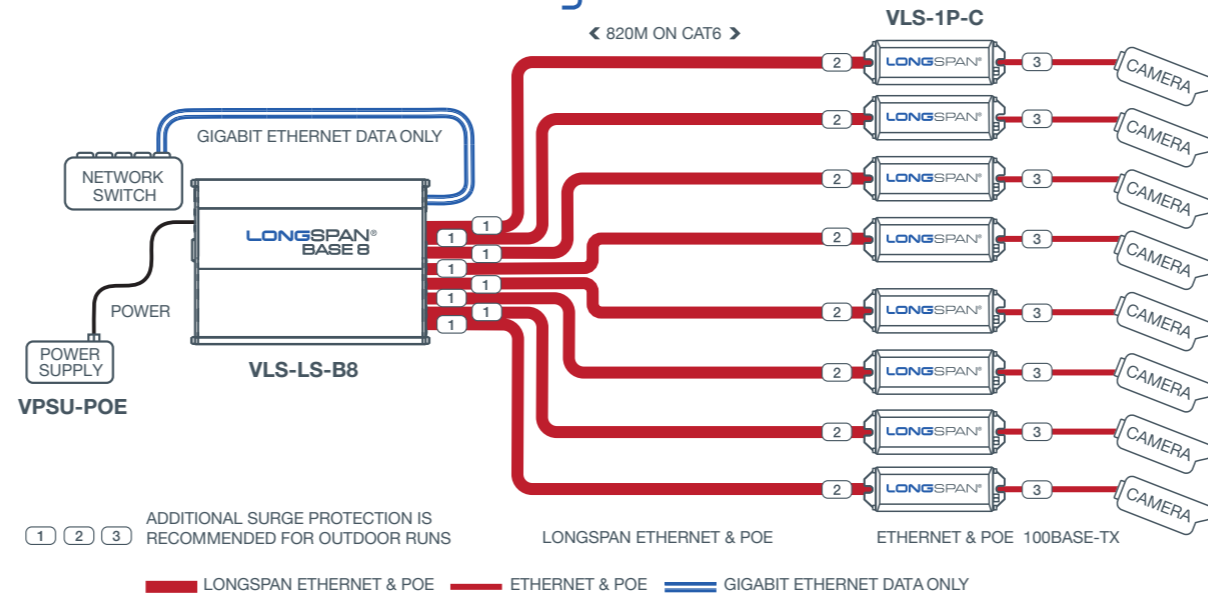 < 820M ON CAT6 >
VLS-1P-C
GIGABIT ETHERNET DATA ONLY
NETWORK
SWITCH
LONGSPAN®
BASE 8
POWER
POWER
SUPPLY
VPSU-POE
VLS-LS-B8
1
1
1
1
1
1
1
1
2 LONGSPAN® 3 CAMERA
2 LONGSPAN® 3 CAMERA
2 LONGSPAN® 3 CAMERA
2 LONGSPAN® 3 CAMERA
2 LONGSPAN® 3 CAMERA
2 LONGSPAN® 3 CAMERA
2 LONGSPAN® 3 CAMERA
2 LONGSPAN® 3 CAMERA
1 2 3
ADDITIONAL SURGE PROTECTION IS
RECOMMENDED FOR OUTDOOR RUNS
LONGSPAN ETHERNET & POE
ETHERNET & POE 100BASE-TX
LONGSPAN ETHERNET & POE ETHERNET & POE GIGABIT ETHERNET DATA ONLY